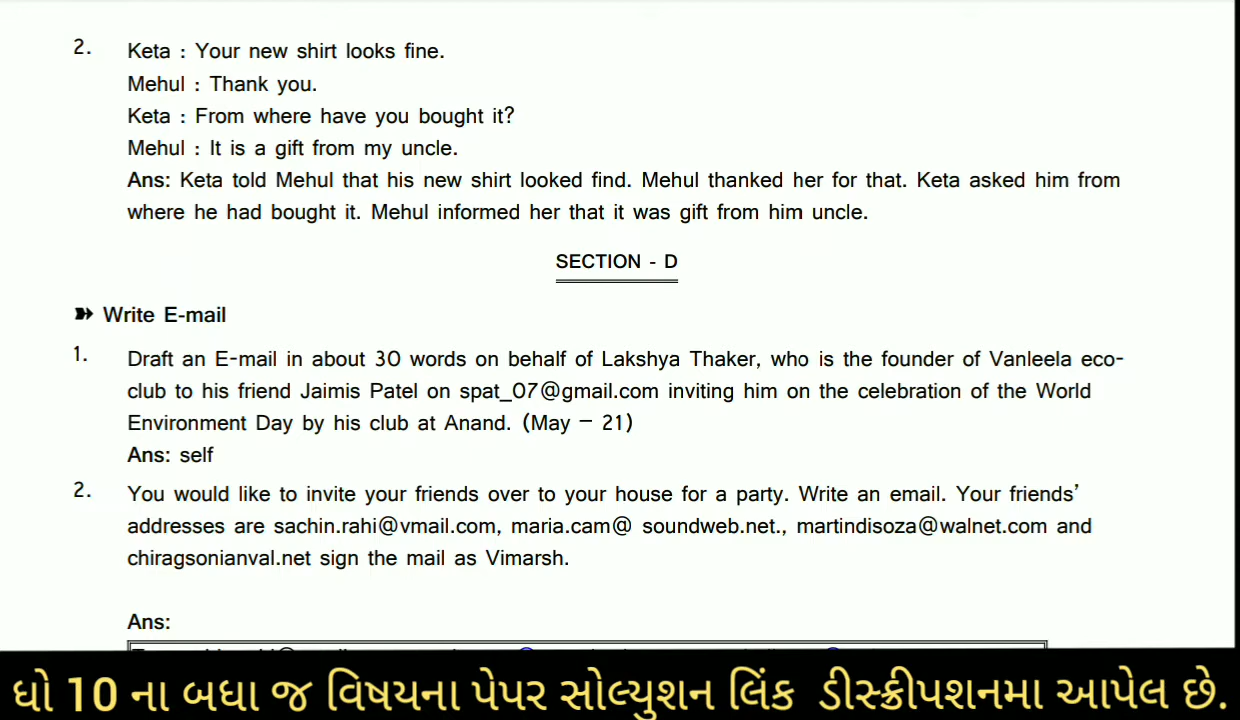 2. Keta : Your new shirt looks fine.
Mehul : Thank you.
Keta : From where have you bought it?
Mehul : It is a gift from my uncle.
Ans: Keta told Mehul that his new shirt looked find. Mehul thanked her for that. Keta asked him from
where he had bought it. Mehul informed her that it was gift from him uncle.
SECTION - D
Write E-mail
1. Draft an E-mail in about 30 words on behalf of Lakshya Thaker, who is the founder of Vanleela eco-
club to his friend Jaimis Patel on spat_07@gmail.com inviting him on the celebration of the World
Environment Day by his club at Anand. (May – 21)
Ans: self
2. You would like to invite your friends over to your house for a party. Write an email. Your friends'
addresses are sachin.rahi@vmail.com, maria.cam@ soundweb.net., martindisoza@walnet.com and
chiragsonianval.net sign the mail as Vimarsh.
Ans:
ધો 10 ના બધા જ વિષયના પેપર સોલ્યુશન લિંક ડીસ્ક્રીપશનમા આપેલ છે.